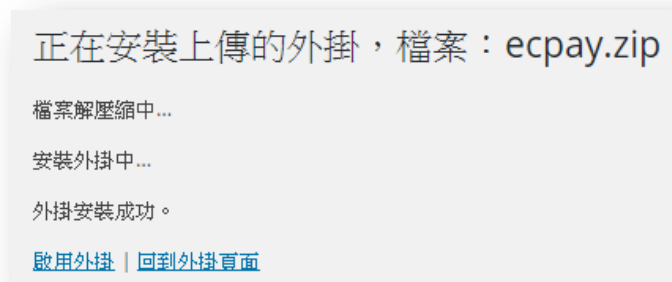 正在安裝上傳的外掛，檔案：ecpay.zip
檔案解壓縮中...
安裝外掛中...
外掛安裝成功。
啟用外掛 | 回到外掛頁面